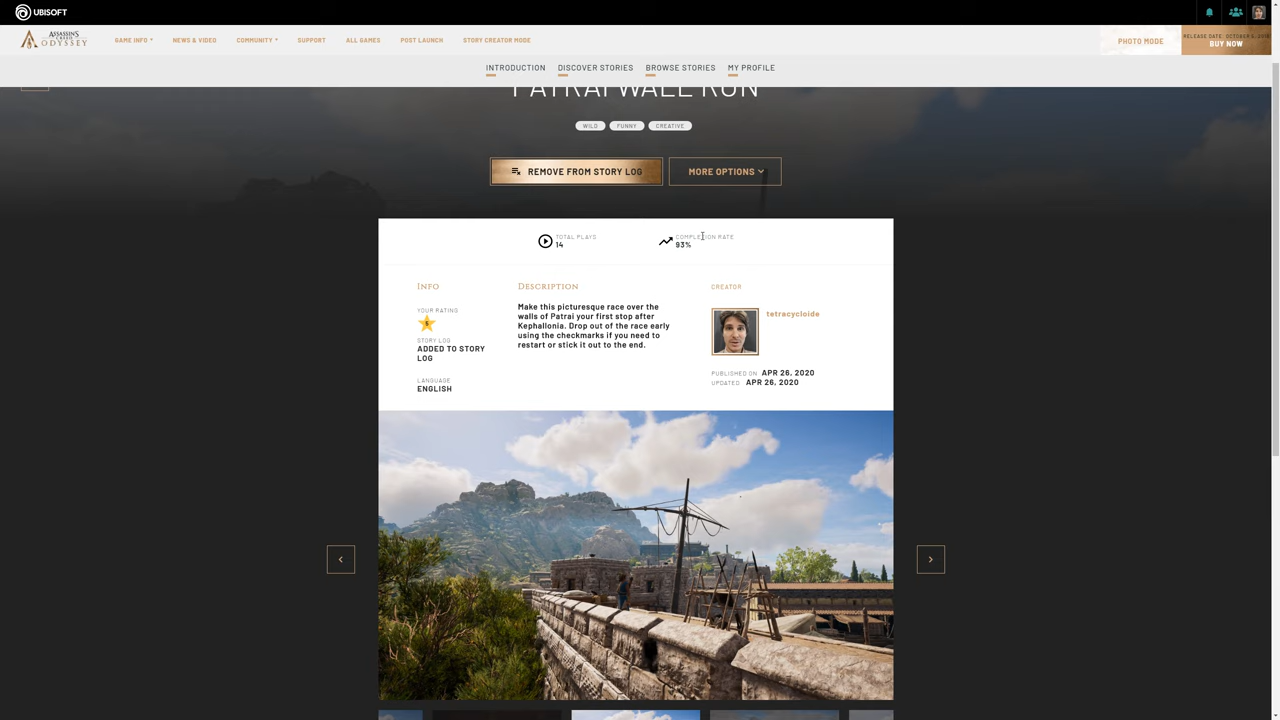 UBISOFT
ASSASSIN'S
CREED
ODYSSEY
GAME INFO
NEWS & VIDEO
COMMUNITY
SUPPORT
ALL GAMES
POST LAUNCH
STORY CREATOR MODE
PHOTO MODE
RELEASE DATE: OCTOBER 5, 2018
BUY NOW
INTRODUCTION
DISCOVER STORIES
BROWSE STORIES
MY PROFILE
PATRAI WALL RUN
WILD
FUNNY
CREATIVE
REMOVE FROM STORY LOG
MORE OPTIONS
TOTAL PLAYS
14
COMPLETION RATE
93%
INFO
YOUR RATING
5
STORY LOG
ADDED TO STORY
LOG
LANGUAGE
ENGLISH
DESCRIPTION
Make this picturesque race over the
walls of Patrai your first stop after
Kephallonia. Drop out of the race early
using the checkmarks if you need to
restart or stick it out to the end.
CREATOR
tetracycloide
PUBLISHED ON APR 26, 2020
UPDATED APR 26, 2020